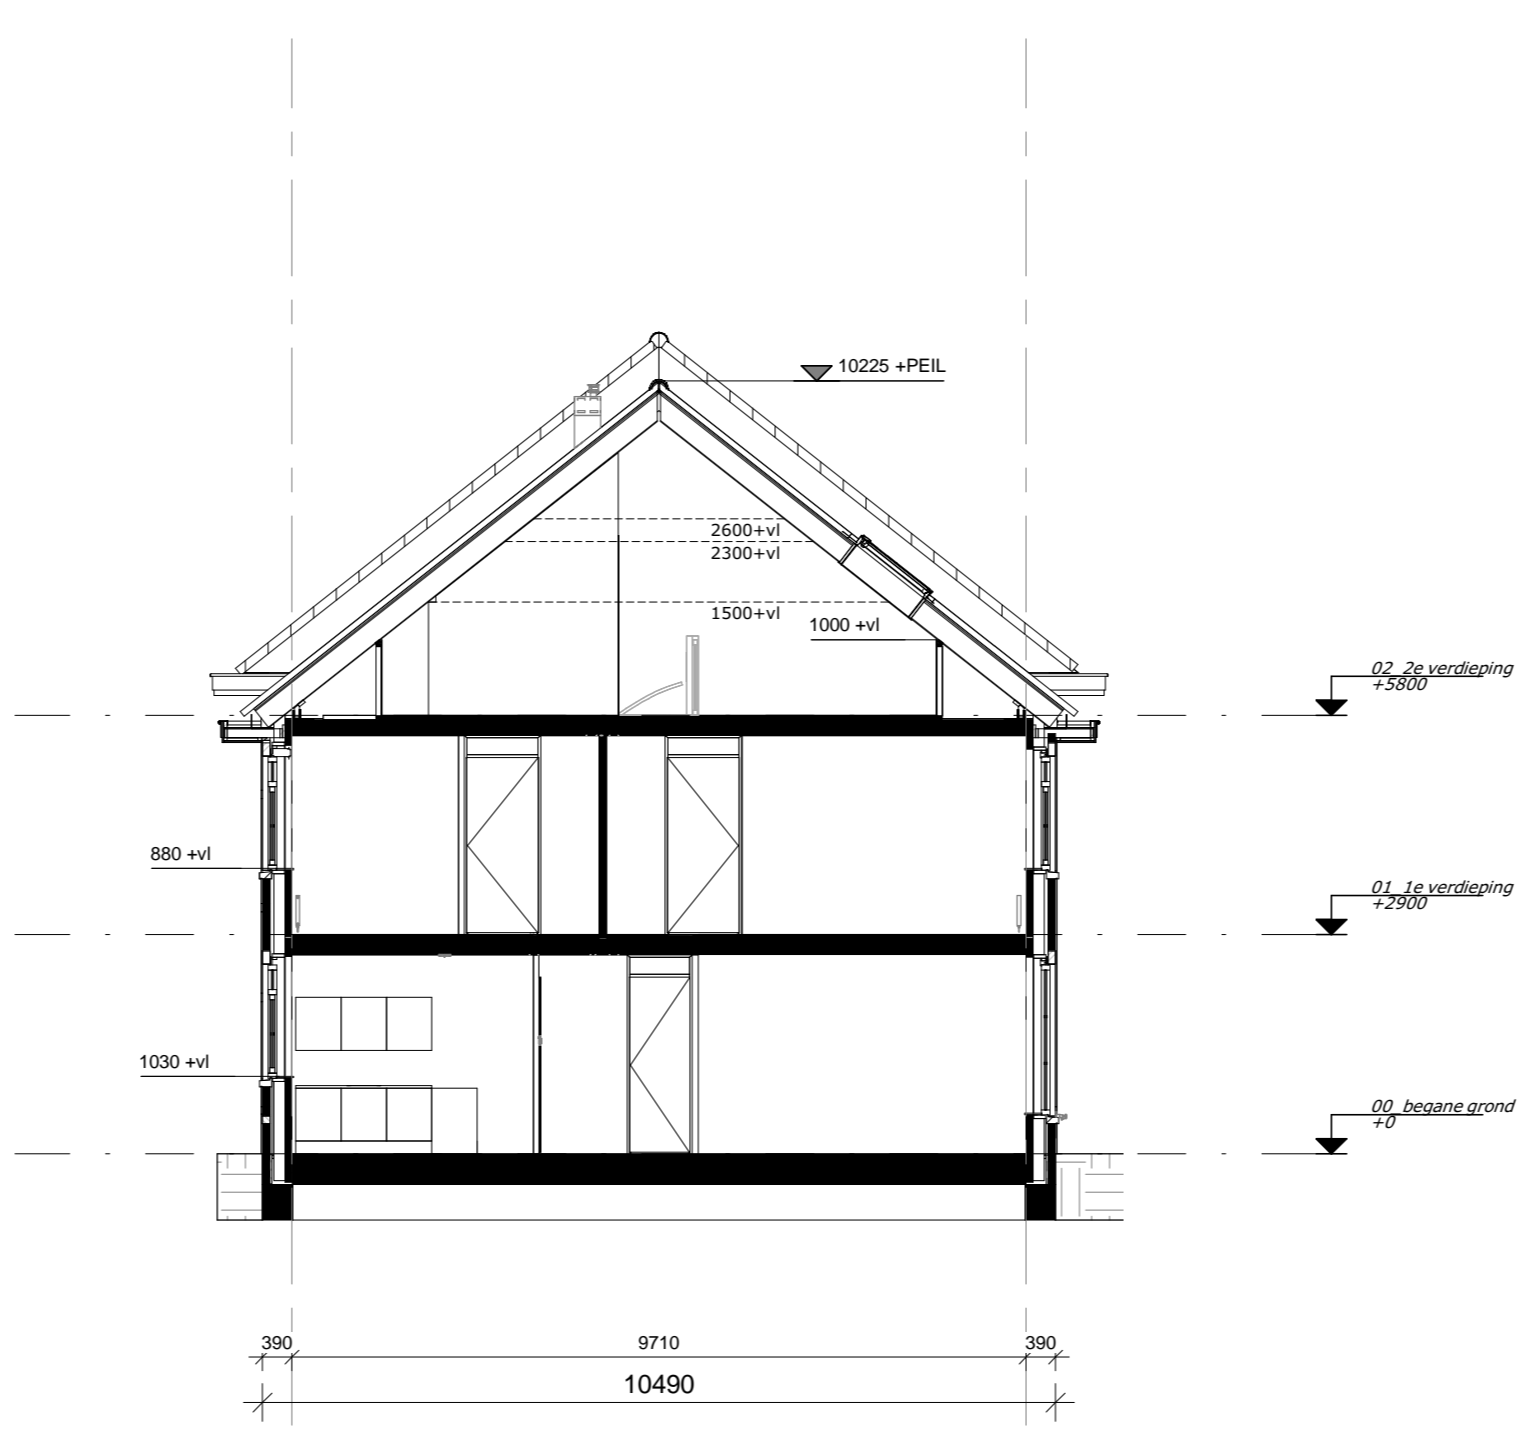 10225 +PEIL
2600+vl
2300+vl
1500+vl
1000 +vl
02_2e verdieping
+5800
880 +vl
01_1e verdieping
+2900
1030 +vl
00_begane grond
+0
390
9710
390
10490